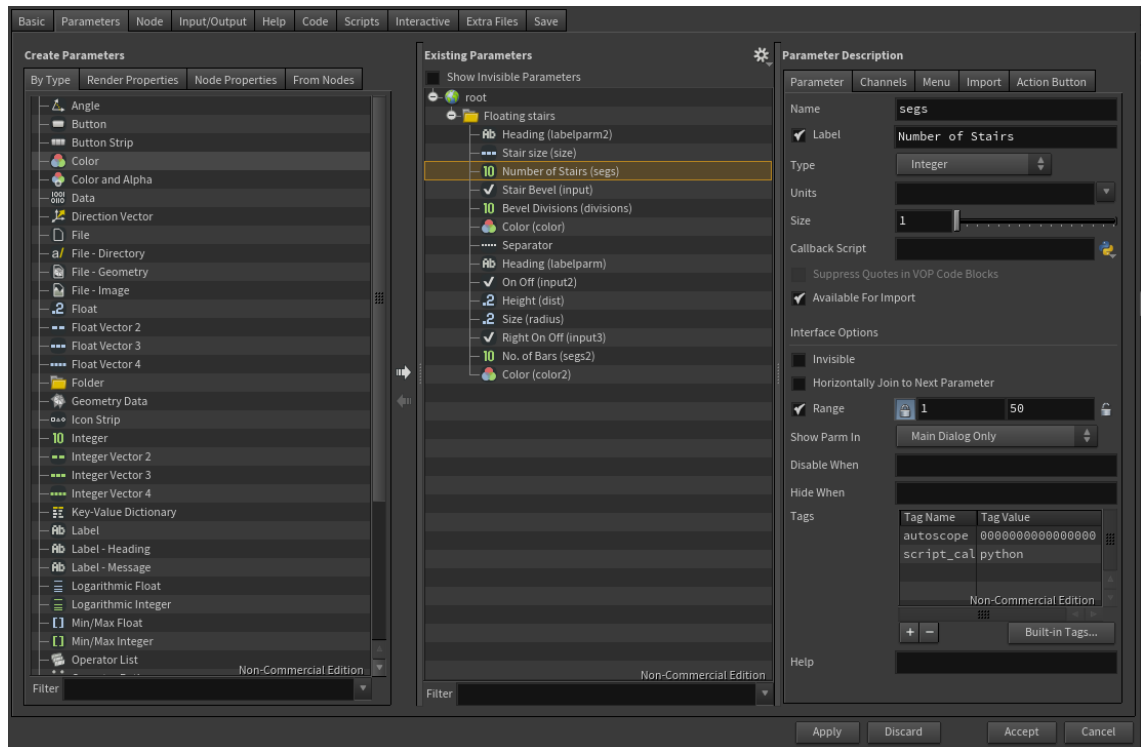 Basic Parameters Node Input/Output Help Code Scripts Interactive Extra Files Save
Create Parameters
By Type Render Properties Node Properties From Nodes
Angle
Button
Button Strip
Color
Color and Alpha
Data
Direction Vector
File
File - Directory
File - Geometry
File - Image
Float
Float Vector 2
Float Vector 3
Float Vector 4
Folder
Geometry Data
Icon Strip
Integer
Integer Vector 2
Integer Vector 3
Integer Vector 4
Key-Value Dictionary
Label
Label - Heading
Label - Message
Logarithmic Float
Logarithmic Integer
Min/Max Float
Min/Max Integer
Operator List
Non-Commercial Edition
Filter
Existing Parameters
Show Invisible Parameters
root
Floating stairs
Heading (labelparm2)
Stair size (size)
Number of Stairs (segs)
Stair Bevel (input)
Bevel Divisions (divisions)
Color (color)
Separator
Heading (labelparm)
On Off (input2)
Height (dist)
Size (radius)
Right On Off (input3)
No. of Bars (segs2)
Color (color2)
Non-Commercial Edition
Filter
Parameter Description
Parameter Channels Menu Import Action Button
Name segs
Label Number of Stairs
Type Integer
Units
Size 1
Callback Script
Suppress Quotes in VOP Code Blocks
Available For Import
Interface Options
Invisible
Horizontally Join to Next Parameter
Range 1 50
Show Parm In Main Dialog Only
Disable When
Hide When
Tags Tag Name Tag Value
autoscope 0000000000000000
script_cal python
Non-Commercial Edition
+ - Built-in Tags...
Help
Apply Discard Accept Cancel